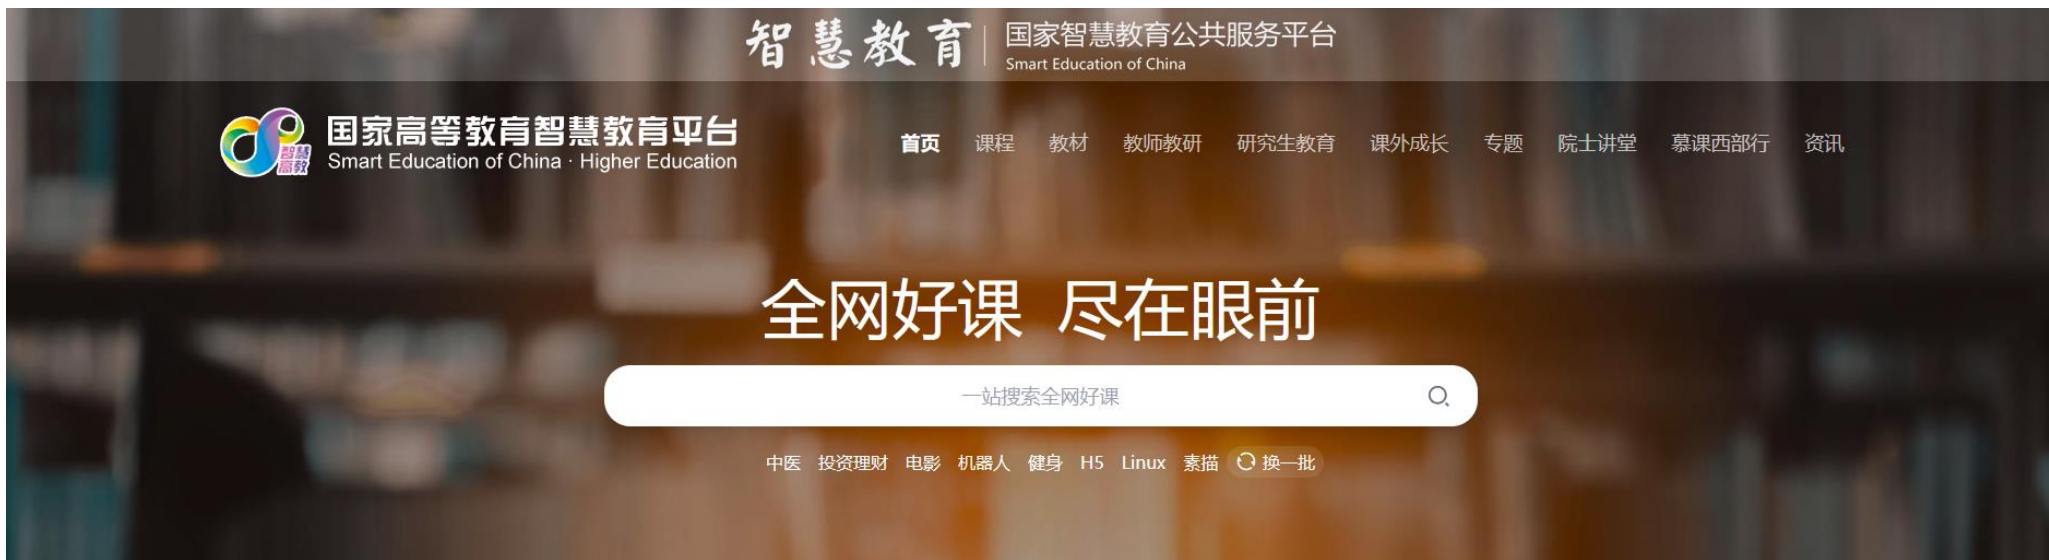 智慧教育 国家智慧教育公共服务平台
Smart Education of China
国家高等教育智慧教育平台
Smart Education of China · Higher Education
智慧
高教
首页 课程 教材 教师教研 研究生教育 课外成长 专题 院士讲堂 慕课西部行 资讯
全网好课 尽在眼前
一站搜索全网好课
中医 投资理财 电影 机器人 健身 H5 Linux 素描 换一批